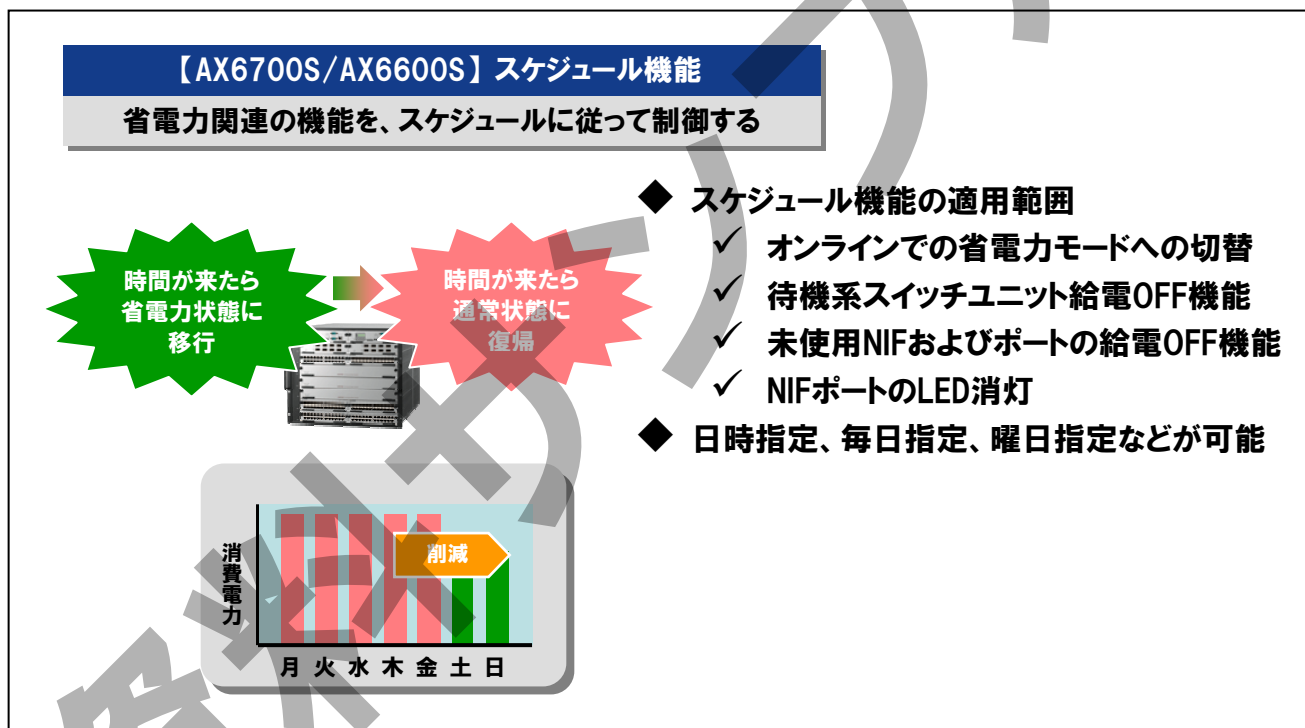 【AX6700S/AX6600S】 スケジュール機能
省電力関連の機能を、スケジュールに従って制御する
時間が来たら
省電力状態に
移行
時間が来たら
通常状態に
復帰
◆ スケジュール機能の適用範囲
✓ オンラインでの省電力モードへの切替
✓ 待機系スイッチユニット給電OFF機能
✓ 未使用NIFおよびポートの給電OFF機能
✓ NIFポートのLED消灯
◆ 日時指定、毎日指定、曜日指定などが可能
消費電力
削減
月 火 水 木 金 土 日